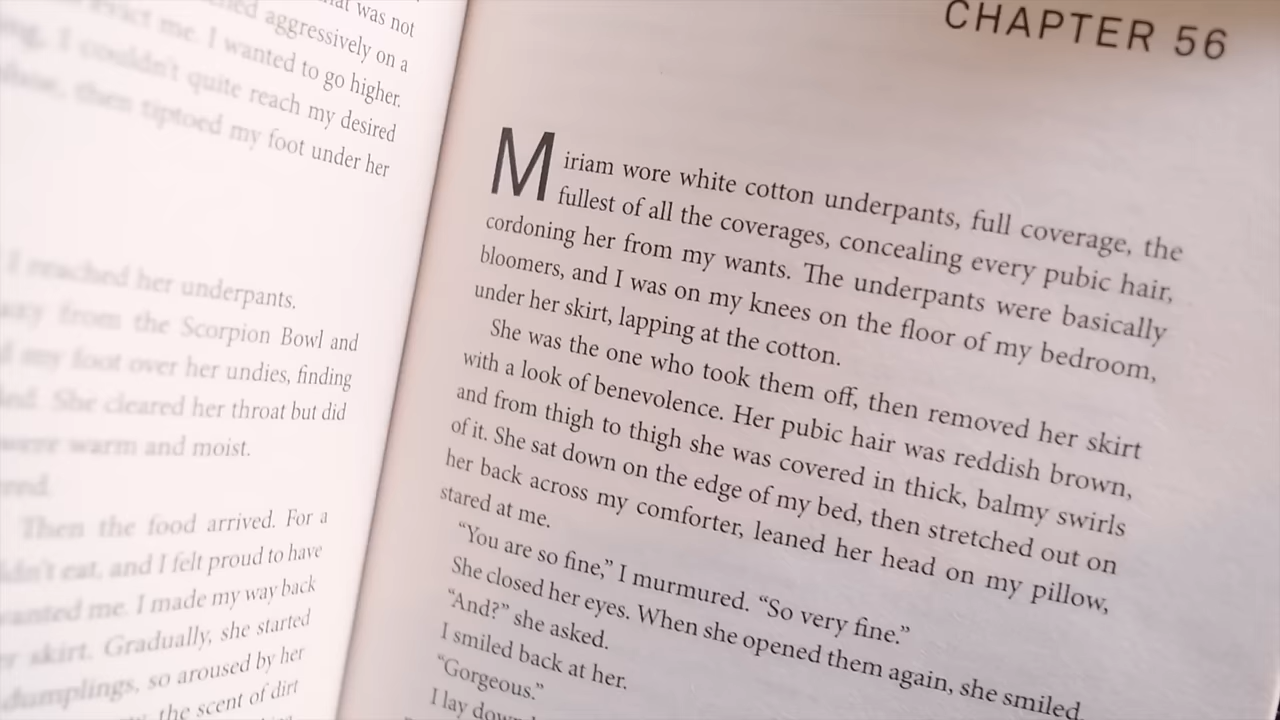 was not
aggressively on a
evict me. I wanted to go higher.
I couldn't quite reach my desired
then tiptoed my foot under her
I reached her underpants.
from the Scorpion Bowl and
my foot over her undies, finding
She cleared her throat but did
were warm and moist.
Then the food arrived. For a
didn't eat, and I felt proud to have
wanted me. I made my way back
skirt. Gradually, she started
dumplings, so aroused by her
the scent of dirt
CHAPTER 56
Miriam wore white cotton underpants, full coverage, the
fullest of all the coverages, concealing every pubic hair,
cordoning her from my wants. The underpants were basically
bloomers, and I was on my knees on the floor of my bedroom,
under her skirt, lapping at the cotton.
She was the one who took them off, then removed her skirt
with a look of benevolence. Her pubic hair was reddish brown,
and from thigh to thigh she was covered in thick, balmy swirls
of it. She sat down on the edge of my bed, then stretched out on
her back across my comforter, leaned her head on my pillow,
stared at me.
“You are so fine,” I murmured. “So very fine.”
She closed her eyes. When she opened them again, she smiled.
“And?” she asked.
I smiled back at her.
“Gorgeous.”
I lay down